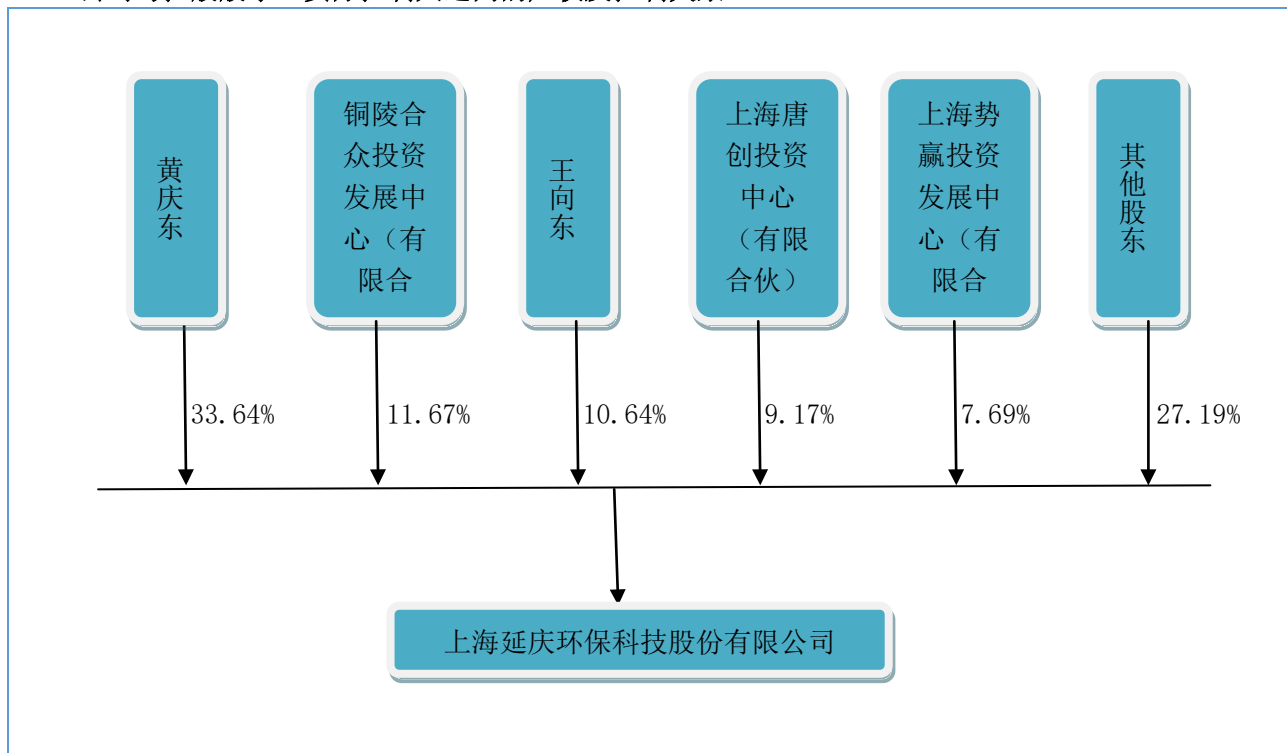 黄庆东
铜陵合
众投资
发展中
心（有
限合
王向东
上海唐
创投资
中心
（有限
合伙）
上海势
赢投资
发展中
心（有
限合
其他股东
33.64%
11.67%
10.64%
9.17%
7.69%
27.19%
上海延庆环保科技股份有限公司